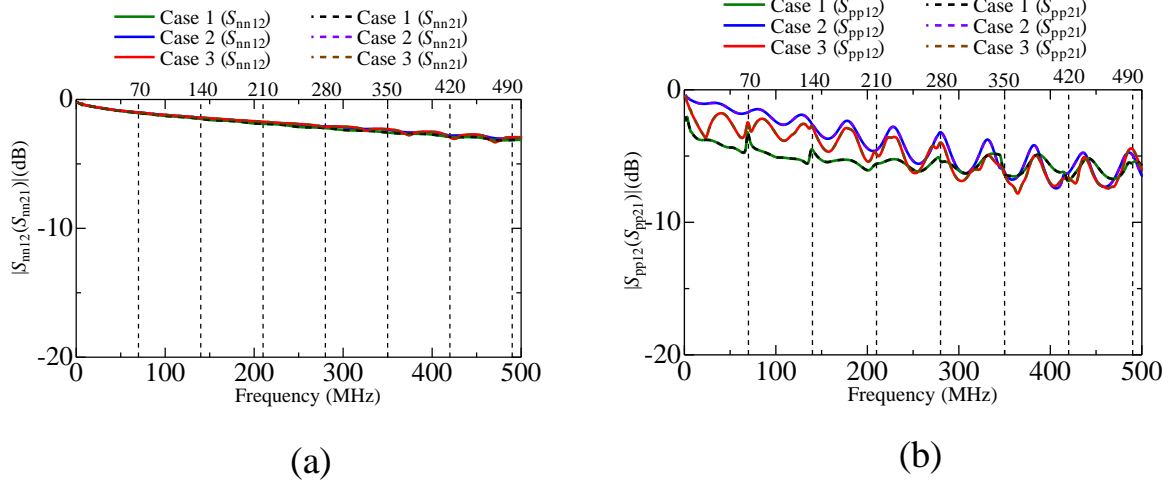 Case 1 (Snn12) Case 1 (Snn21)
Case 2 (Snn12) Case 2 (Snn21)
Case 3 (Snn12) Case 3 (Snn21)
70 140 210 280 350 420 490
0
-10
-20
|Snn12(Snn21)|(dB)
0 100 200 300 400 500
Frequency (MHz)
(a)
Case 1 (Spp12) Case 1 (Spp21)
Case 2 (Spp12) Case 2 (Spp21)
Case 3 (Spp12) Case 3 (Spp21)
70 140 210 280 350 420 490
0
-10
-20
|Spp12(Spp21)|(dB)
0 100 200 300 400 500
Frequency (MHz)
(b)